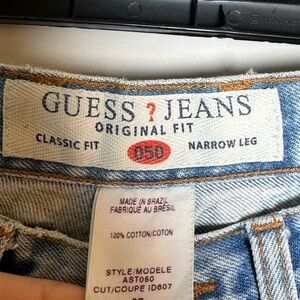 GUESS ? JEANS
ORIGINAL FIT
CLASSIC FIT 050 NARROW LEG
MADE IN BRAZIL
FABRIQUÉ AU BRÉSIL
100% COTTON/COTON
STYLE/MODELE
AST050
CUT/COUPE ID607